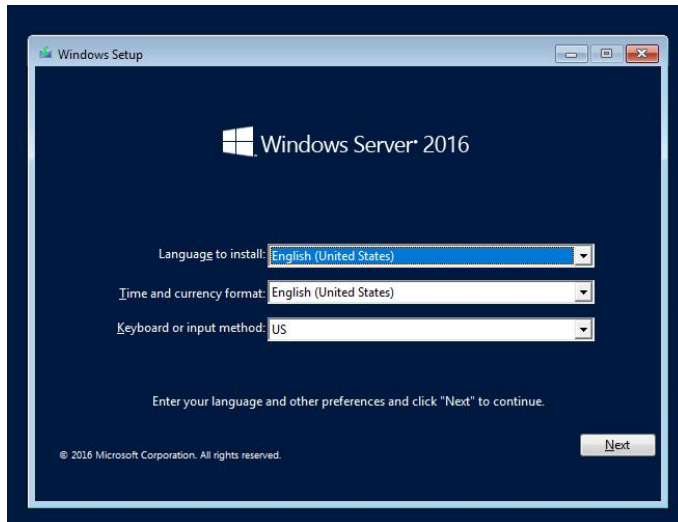 Windows Setup
Windows Server® 2016
Language to install: English (United States)
Time and currency format: English (United States)
Keyboard or input method: US
Enter your language and other preferences and click "Next" to continue.
Next
© 2016 Microsoft Corporation. All rights reserved.